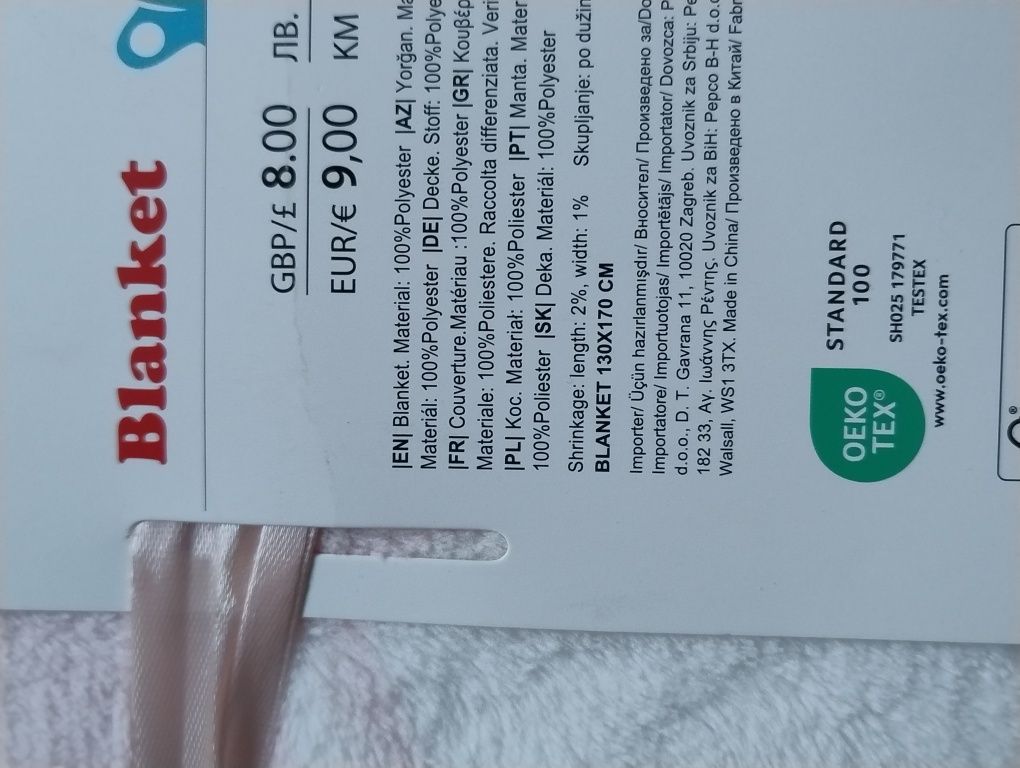 Blanket
GBP/£ 8.00 ЛВ.
EUR/€ 9,00 KM
|EN| Blanket. Material: 100%Polyester |AZ| Yorğan.
Materiál: 100%Polyester |DE| Decke. Stoff: 100%Polye
|FR| Couverture.Matériau :100%Polyester |GR| Κουβέρ
Materiale: 100%Poliestere. Raccolta differenziata. Veri
|PL| Koc. Materiał: 100%Poliester |PT| Manta. Mater
100%Poliester |SK| Deka. Materiál: 100%Polyester
Shrinkage: length: 2%, width: 1% Skupljanje: po dužin
BLANKET 130X170 CM
Importer/ Üçün hazırlanmışdır/ Вносител/ Произведено за/Do
Importatore/ Importuotojas/ Importētājs/ Importator/ Dovozca: P
d.o.o., D. T. Gavrana 11, 10020 Zagreb. Uvoznik za Srbiju: Pe
182 33, Αγ. Ιωάννης Ρέντης. Uvoznik za BiH: Pepco B-H d.o.o
Walsall, WS1 3TX. Made in China/ Произведено в Китай/ Fabr
OEKO
TEX®
STANDARD
100
SH025 179771
TESTEX
www.oeko-tex.com